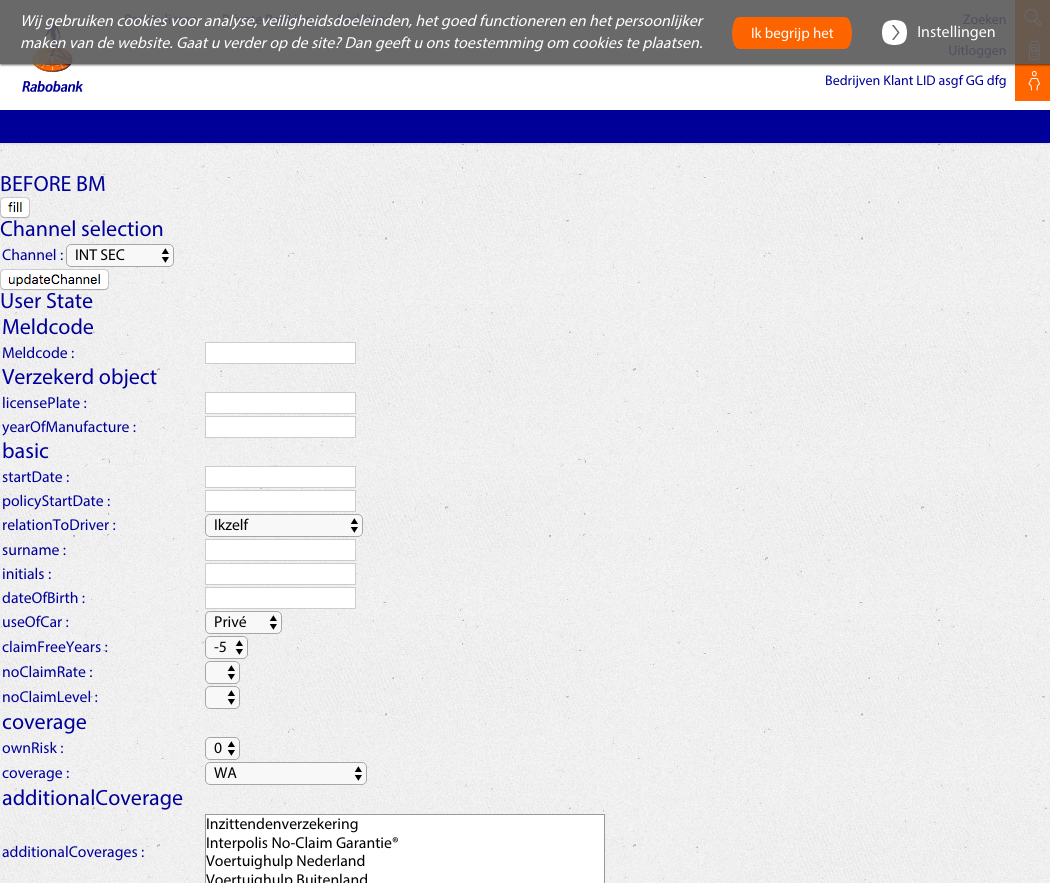 Wij gebruiken cookies voor analyse, veiligheidsdoeleinden, het goed functioneren en het persoonlijker
maken van de website. Gaat u verder op de site? Dan geeft u ons toestemming om cookies te plaatsen.
Ik begrijp het
Instellingen
Zoeken
Uitloggen
Rabobank
Bedrijven Klant LID asgf GG dfg
BEFORE BM
fill
Channel selection
Channel : INT SEC
updateChannel
User State
Meldcode
Meldcode :
Verzekerd object
licensePlate :
yearOfManufacture :
basic
startDate :
policyStartDate :
relationToDriver : Ikzelf
surname :
initials :
dateOfBirth :
useOfCar : Privé
claimFreeYears : -5
noClaimRate :
noClaimLevel :
coverage
ownRisk : 0
coverage : WA
additionalCoverage
Inzittendenverzekering
Interpolis No-Claim Garantie®
additionalCoverages :
Voertuighulp Nederland
Voertuighulp Buitenland